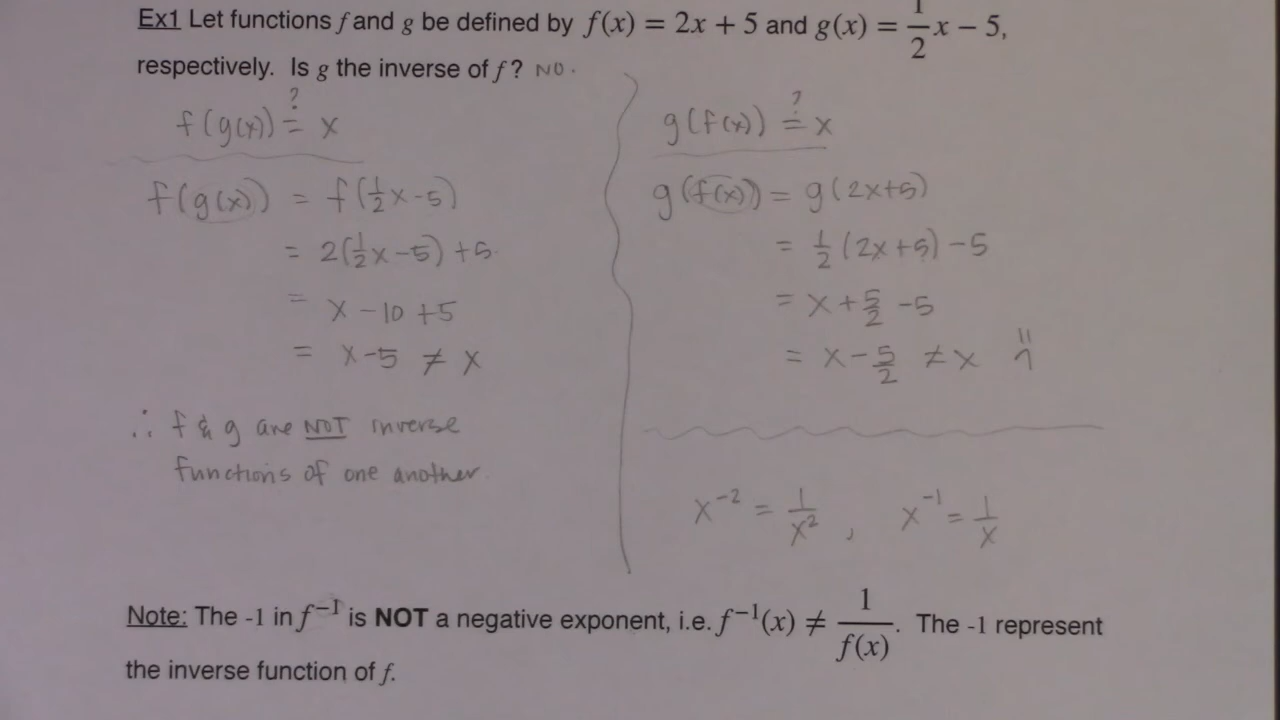 Ex1 Let functions f and g be defined by f(x) = 2x + 5 and g(x) = 1/2 x − 5,
respectively. Is g the inverse of f? NO.
f(g(x)) ≟ x
f(g(x)) = f(1/2 x - 5)
= 2(1/2 x - 5) + 5
= x - 10 + 5
= x - 5 ≠ x
∴ f & g are NOT inverse
functions of one another
g(f(x)) ≟ x
g(f(x)) = g(2x+5)
= 1/2 (2x+5) - 5
= x + 5/2 - 5
= x - 5/2 ≠ x
x⁻² = 1/x² , x⁻¹ = 1/x
Note: The -1 in f⁻¹ is NOT a negative exponent, i.e. f⁻¹(x) ≠ 1/f(x). The -1 represent
the inverse function of f.